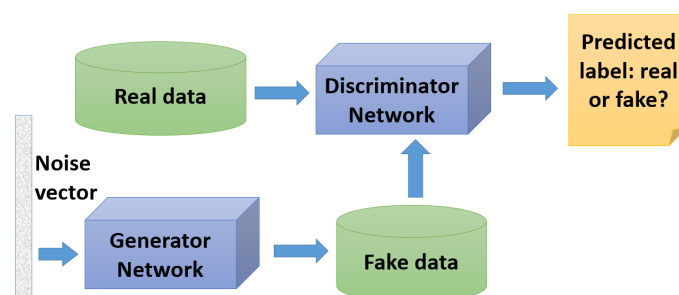 Real data
Discriminator
Network
Predicted
label: real
or fake?
Noise
vector
Generator
Network
Fake data